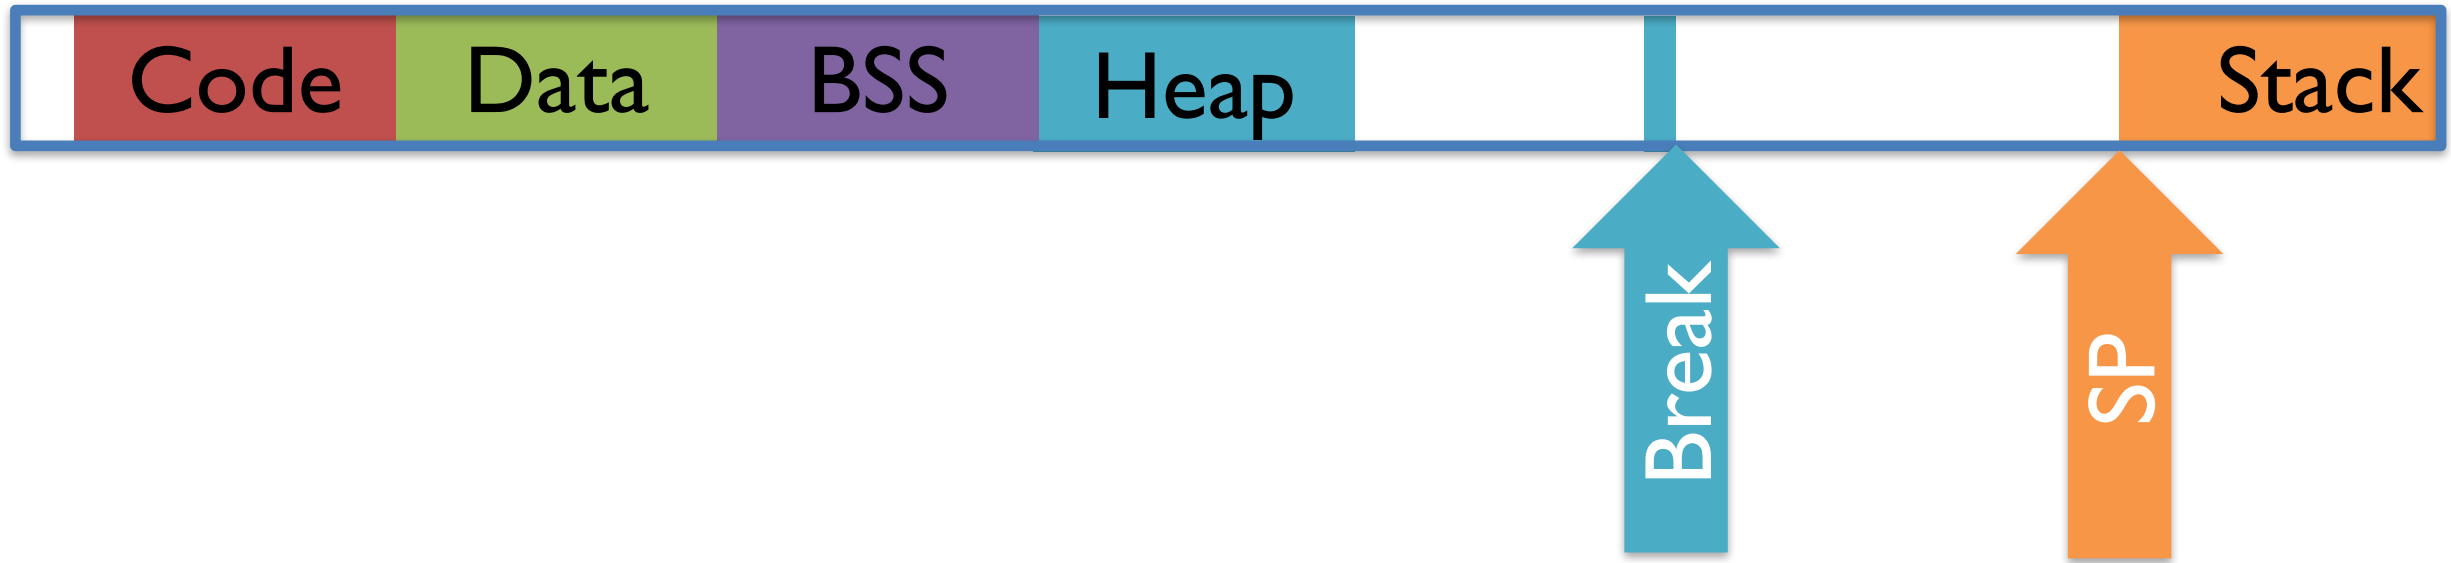 Code
Data
BSS
Heap
Stack
Break
SP